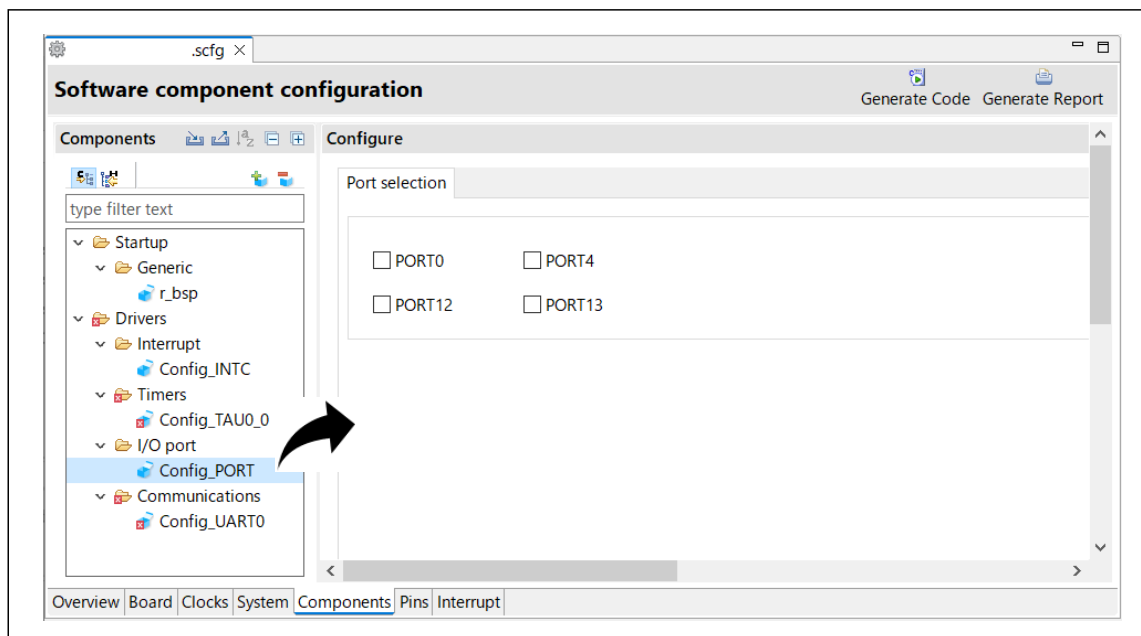 .scfg
Software component configuration
Generate Code Generate Report
Components
Configure
type filter text
Port selection
Startup
Generic
r_bsp
Drivers
Interrupt
Config_INTC
Timers
Config_TAU0_0
I/O port
Config_PORT
Communications
Config_UART0
PORT0 PORT4
PORT12 PORT13
Overview Board Clocks System Components Pins Interrupt